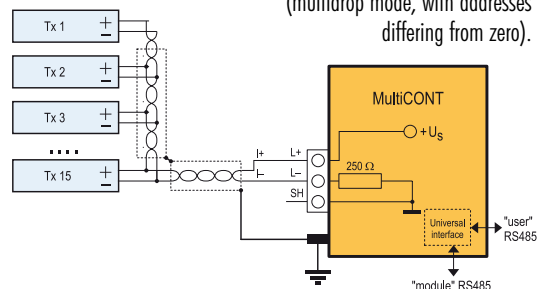 (multidrop mode, with addresses
differing from zero).
Tx 1
+
−
Tx 2
+
−
Tx 3
+
−
....
Tx 15
+
−
I+
I−
L+
L−
SH
MultiCONT
+Us
250 Ω
Universal
interface
"user"
RS485
"module" RS485